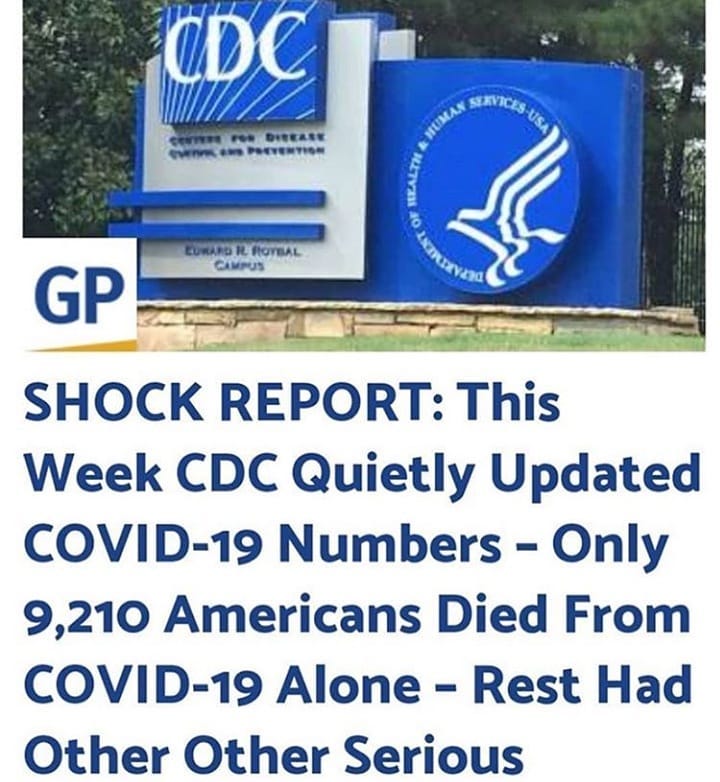 CDC
CENTERS FOR DISEASE
CONTROL AND PREVENTION
EDWARD R. ROYBAL
CAMPUS
DEPARTMENT OF HEALTH & HUMAN SERVICES·USA
GP
SHOCK REPORT: This
Week CDC Quietly Updated
COVID-19 Numbers – Only
9,210 Americans Died From
COVID-19 Alone – Rest Had
Other Other Serious